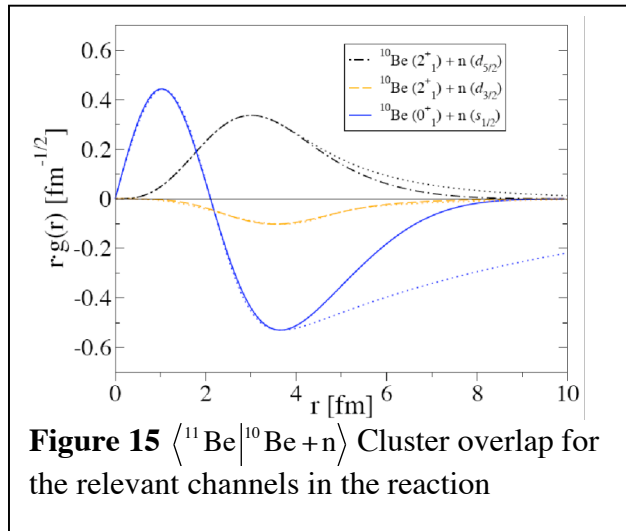 0.6
0.4
0.2
0
-0.2
-0.4
-0.6
r·g(r) [fm⁻¹ᐟ²]
¹⁰Be (2⁺₁) + n (d₅/₂)
¹⁰Be (2⁺₁) + n (d₃/₂)
¹⁰Be (0⁺₁) + n (s₁/₂)
0 2 4 6 8 10
r [fm]
Figure 15 ⟨¹¹Be|¹⁰Be + n⟩ Cluster overlap for
the relevant channels in the reaction